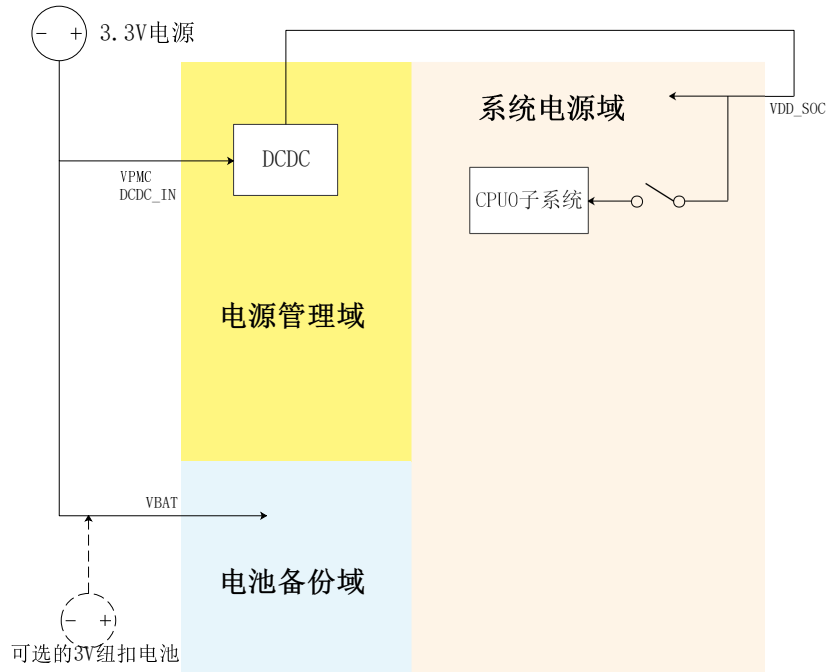 - + 3.3V电源
系统电源域
VDD_SOC
DCDC
VPMC
DCDC_IN
CPU0子系统
电源管理域
VBAT
电池备份域
- +
可选的3V纽扣电池